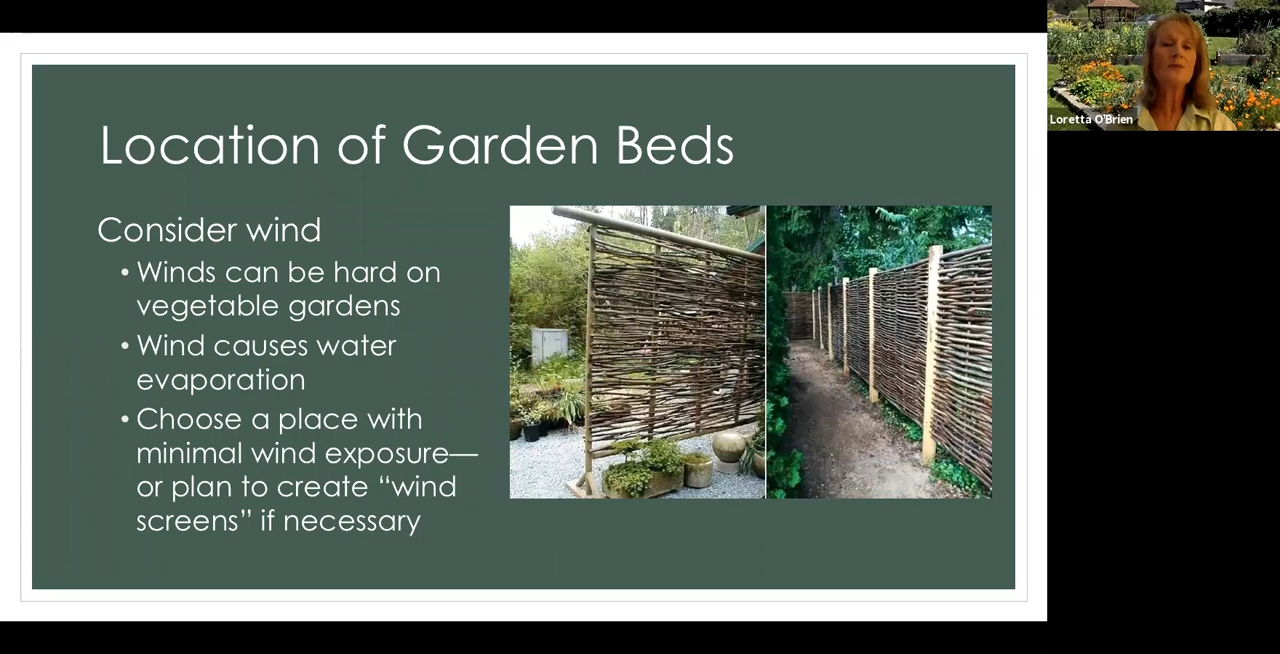 Location of Garden Beds
Consider wind
• Winds can be hard on
vegetable gardens
• Wind causes water
evaporation
• Choose a place with
minimal wind exposure—
or plan to create “wind
screens” if necessary
Loretta O'Brien